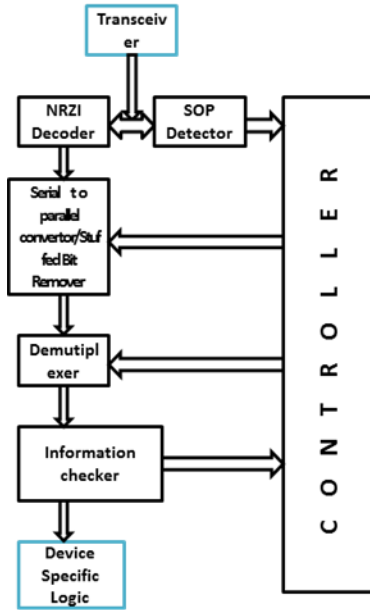 Transceiv
er
NRZI
Decoder
SOP
Detector
Serial to
parallel
convertor/Stuf
fed Bit
Remover
Demutipl
exer
Information
checker
Device
Specific
Logic
C O N T R O L L E R